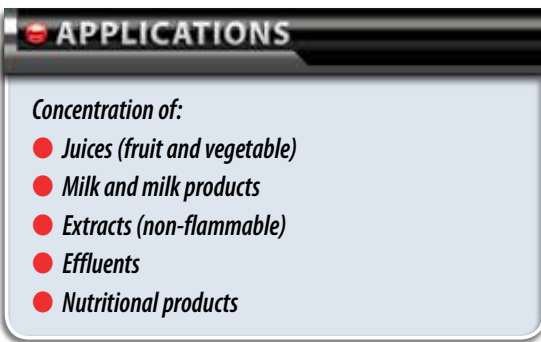 APPLICATIONS
Concentration of:
● Juices (fruit and vegetable)
● Milk and milk products
● Extracts (non-flammable)
● Effluents
● Nutritional products